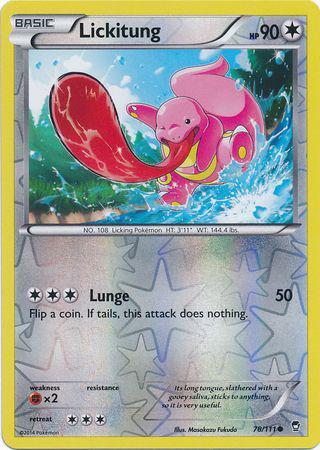 BASIC
Lickitung
HP 90
NO. 108 Licking Pokémon HT: 3'11" WT: 144.4 lbs.
Lunge 50
Flip a coin. If tails, this attack does nothing.
weakness resistance
×2
retreat
Its long tongue, slathered with a
gooey saliva, sticks to anything,
so it is very useful.
Illus. Masakazu Fukuda
78/111
©2014 Pokémon